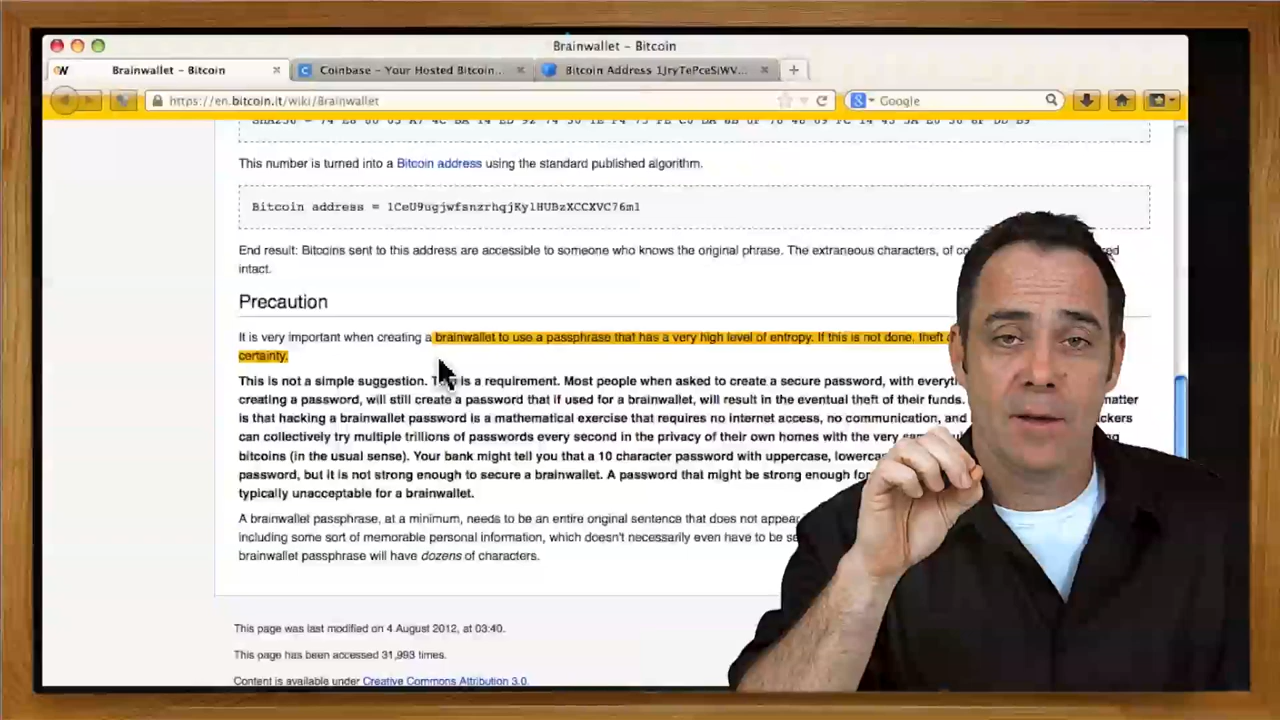 Brainwallet – Bitcoin
Brainwallet – Bitcoin
Coinbase – Your Hosted Bitcoin...
Bitcoin Address 1JryTePceSiWV...
https://en.bitcoin.it/wiki/Brainwallet
Google
This number is turned into a Bitcoin address using the standard published algorithm.
Bitcoin address = 1CeU9ugjwfsnzrhqjKy1HUBzXCCXVC76m1
End result: Bitcoins sent to this address are accessible to someone who knows the original phrase. The extraneous characters, of
intact.
Precaution
It is very important when creating a brainwallet to use a passphrase that has a very high level of entropy. If this is not done, theft
certainty.
This is not a simple suggestion. is a requirement. Most people when asked to create a secure password, with
creating a password, will still create a password that if used for a brainwallet, will result in the eventual theft of their funds. matter
is that hacking a brainwallet password is a mathematical exercise that requires no internet access, no communication, and
can collectively try multiple trillions of passwords every second in the privacy of their own homes with the very
bitcoins (in the usual sense). Your bank might tell you that a 10 character password with uppercase,
password, but it is not strong enough to secure a brainwallet. A password that might be strong enough
typically unacceptable for a brainwallet.
A brainwallet passphrase, at a minimum, needs to be an entire original sentence that does not
including some sort of memorable personal information, which doesn't necessarily even have to be
brainwallet passphrase will have dozens of characters.
This page was last modified on 4 August 2012, at 03:40.
This page has been accessed 31,993 times.
Content is available under Creative Commons Attribution 3.0.